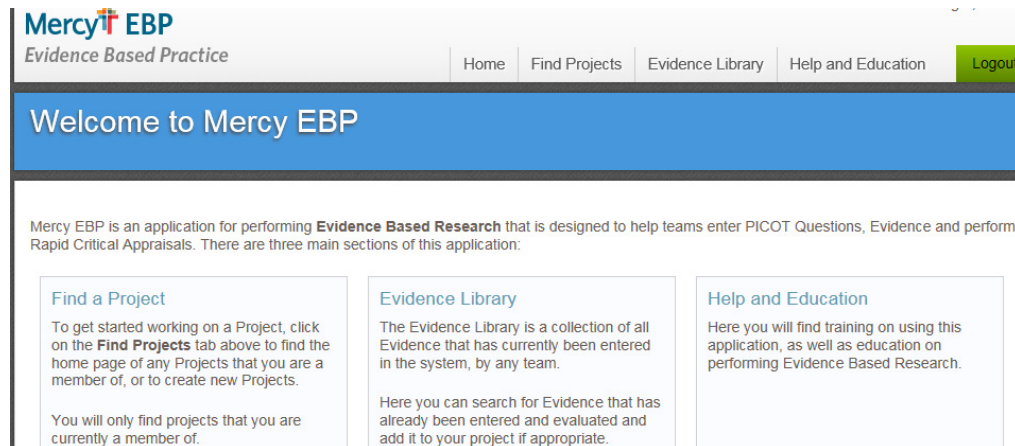 Mercy EBP
Evidence Based Practice
Home Find Projects Evidence Library Help and Education Logout
Welcome to Mercy EBP
Mercy EBP is an application for performing Evidence Based Research that is designed to help teams enter PICOT Questions, Evidence and perform
Rapid Critical Appraisals. There are three main sections of this application:
Find a Project
To get started working on a Project, click
on the Find Projects tab above to find the
home page of any Projects that you are a
member of, or to create new Projects.
You will only find projects that you are
currently a member of.
Evidence Library
The Evidence Library is a collection of all
Evidence that has currently been entered
in the system, by any team.
Here you can search for Evidence that has
already been entered and evaluated and
add it to your project if appropriate.
Help and Education
Here you will find training on using this
application, as well as education on
performing Evidence Based Research.